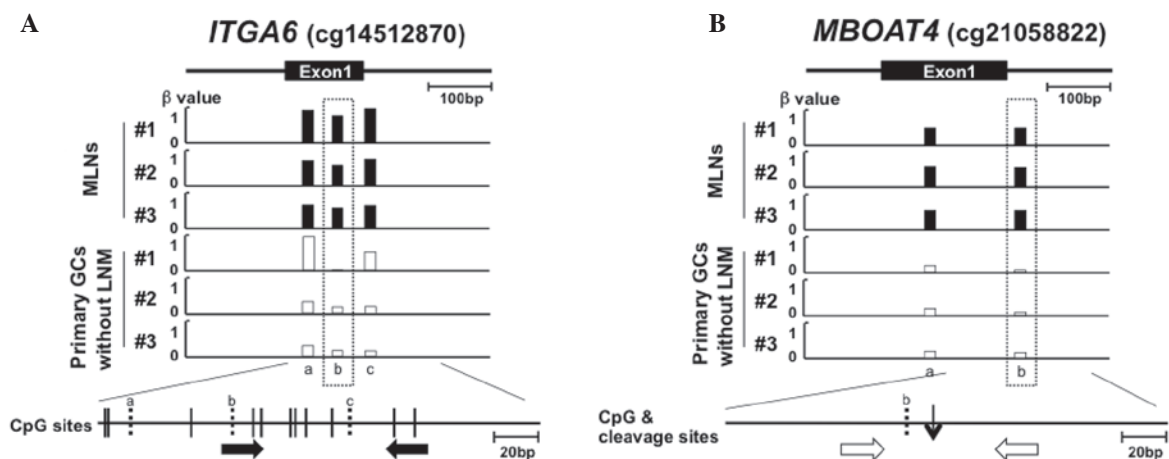 A
ITGA6 (cg14512870)
Exon1
100bp
β value
MLNs
#1
1
0
#2
1
0
#3
1
0
Primary GCs
without LNM
#1
1
0
#2
1
0
#3
1
0
a b c
a b c
CpG sites
20bp
B
MBOAT4 (cg21058822)
Exon1
100bp
β value
MLNs
#1
1
0
#2
1
0
#3
1
0
Primary GCs
without LNM
#1
1
0
#2
1
0
#3
1
0
a b
b
CpG &
cleavage sites
20bp